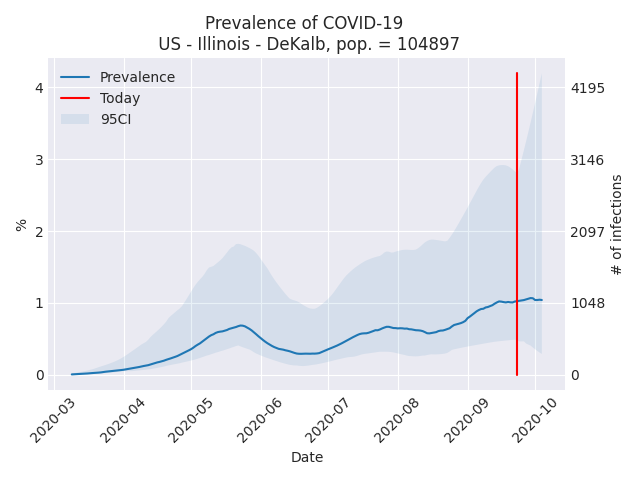 Prevalence of COVID-19
US - Illinois - DeKalb, pop. = 104897
Prevalence
Today
95CI
4
3
2
1
0
%
4195
3146
2097
1048
0
# of infections
2020-03
2020-04
2020-05
2020-06
2020-07
2020-08
2020-09
2020-10
Date